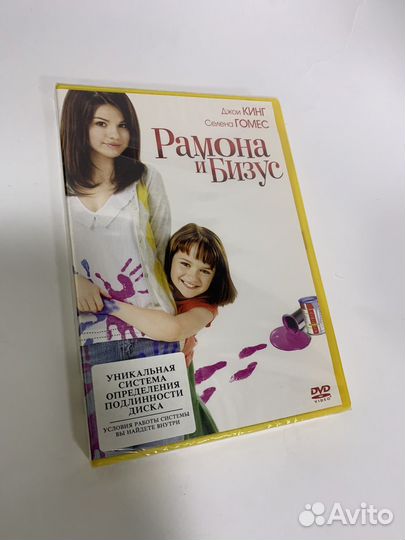 Джои КИНГ
Селена ГОМЕС
Рамона
и Бизус
УНИКАЛЬНАЯ
СИСТЕМА
ОПРЕДЕЛЕНИЯ
ПОДЛИННОСТИ
ДИСКА
УСЛОВИЯ РАБОТЫ СИСТЕМЫ
ВЫ НАЙДЕТЕ ВНУТРИ
DVD
VIDEO
Avito